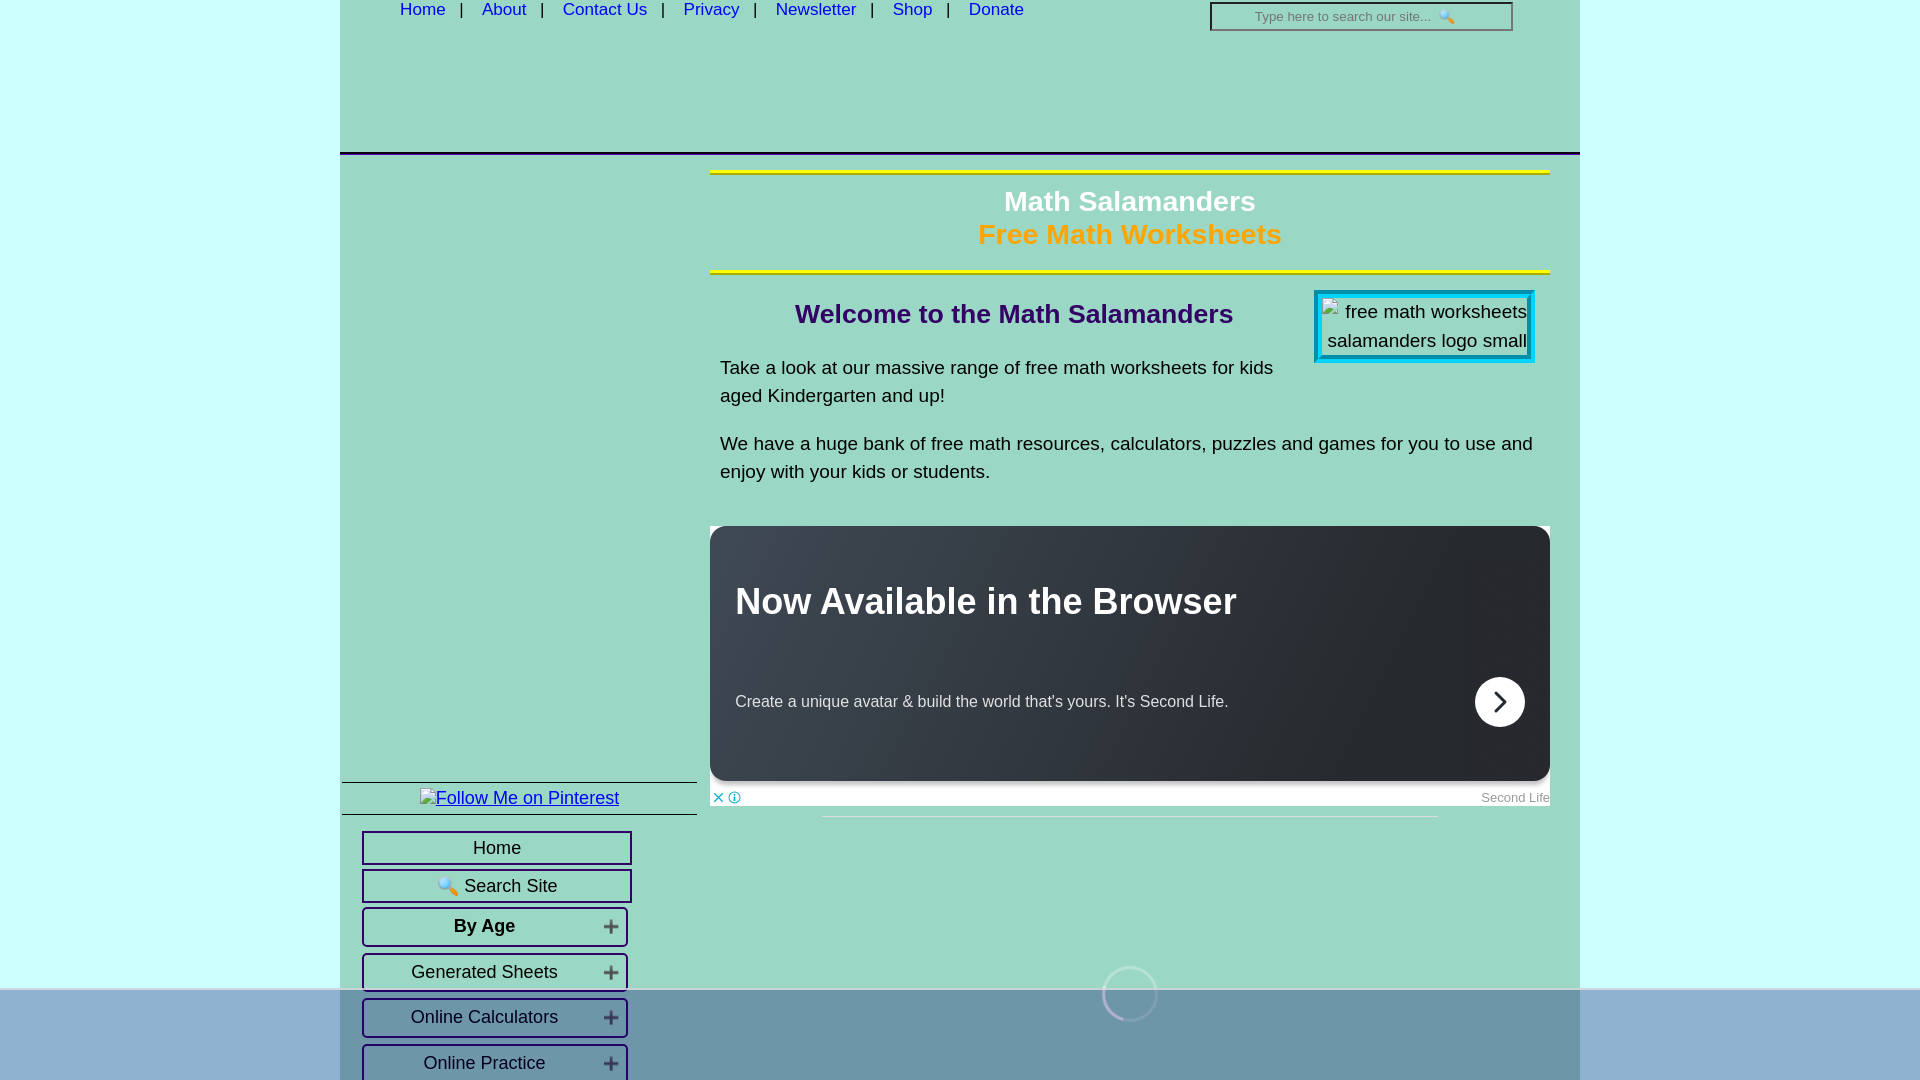 Home | About | Contact Us | Privacy | Newsletter | Shop | Donate
Type here to search our site... 🔍
Math Salamanders
Free Math Worksheets
Welcome to the Math Salamanders
free math worksheets
salamanders logo small
Take a look at our massive range of free math worksheets for kids
aged Kindergarten and up!
We have a huge bank of free math resources, calculators, puzzles and games for you to use and
enjoy with your kids or students.
Now Available in the Browser
Create a unique avatar & build the world that's yours. It's Second Life.
Second Life
Follow Me on Pinterest
Home
🔍 Search Site
By Age ➕
Generated Sheets ➕
Online Calculators ➕
Online Practice ➕